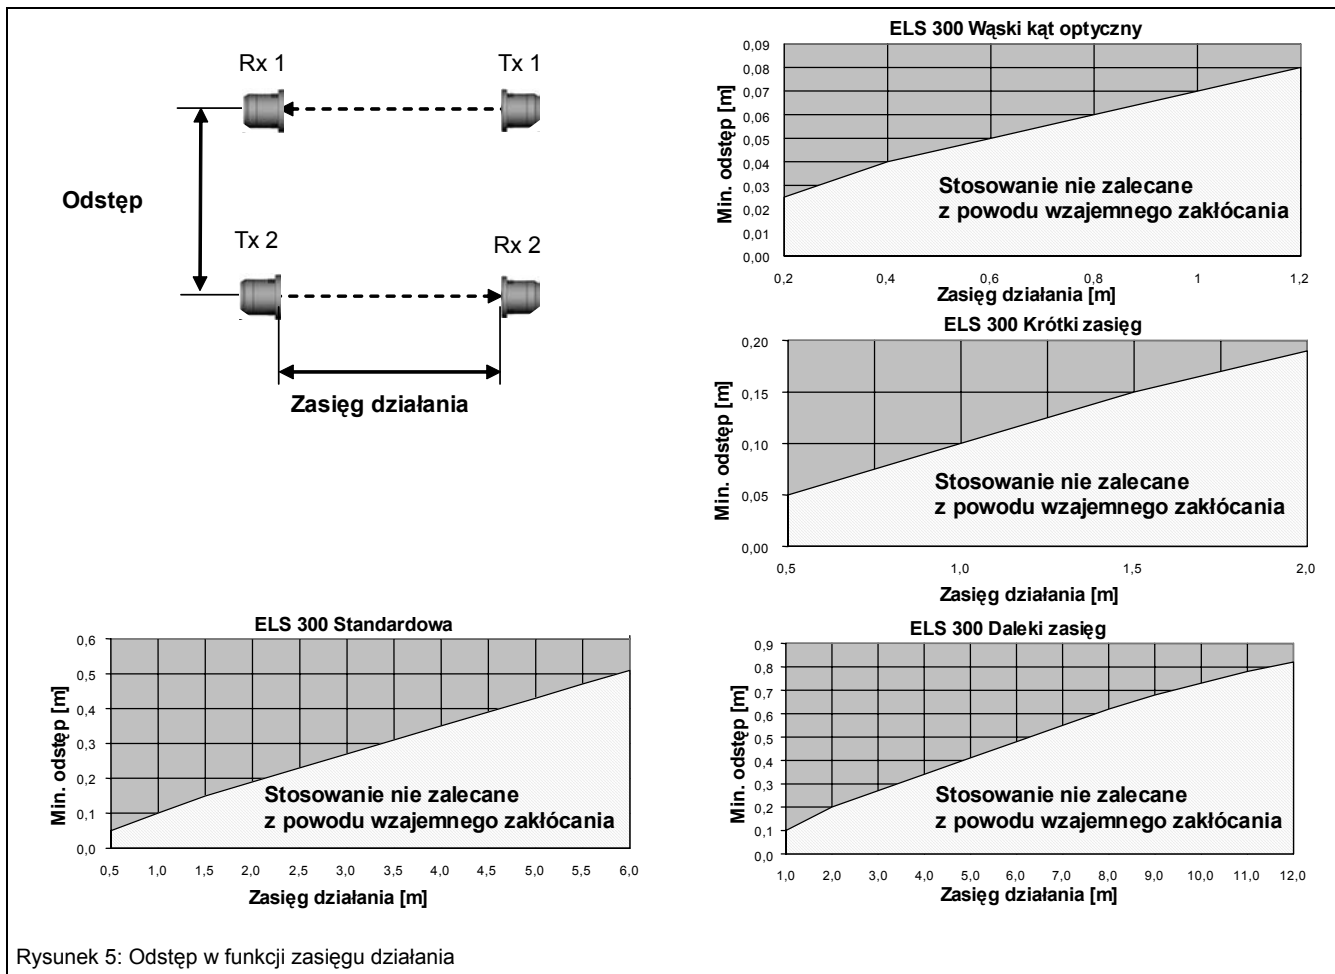 Rx 1
Tx 1
Odstęp
Tx 2
Rx 2
Zasięg działania
ELS 300 Wąski kąt optyczny
Min. odstęp [m]
0,09
0,08
0,07
0,06
0,05
0,04
0,03
0,02
0,01
0,00
Stosowanie nie zalecane
z powodu wzajemnego zakłócania
0,2 0,4 0,6 0,8 1 1,2
Zasięg działania [m]
ELS 300 Krótki zasięg
Min. odstęp [m]
0,20
0,15
0,10
0,05
0,00
Stosowanie nie zalecane
z powodu wzajemnego zakłócania
0,5 1,0 1,5 2,0
Zasięg działania [m]
ELS 300 Standardowa
Min. odstęp [m]
0,6
0,5
0,4
0,3
0,2
0,1
0,0
Stosowanie nie zalecane
z powodu wzajemnego zakłócania
0,5 1,0 1,5 2,0 2,5 3,0 3,5 4,0 4,5 5,0 5,5 6,0
Zasięg działania [m]
ELS 300 Daleki zasięg
Min. odstęp [m]
0,9
0,8
0,7
0,6
0,5
0,4
0,3
0,2
0,1
0,0
Stosowanie nie zalecane
z powodu wzajemnego zakłócania
1,0 2,0 3,0 4,0 5,0 6,0 7,0 8,0 9,0 10,0 11,0 12,0
Zasięg działania [m]
Rysunek 5: Odstęp w funkcji zasięgu działania